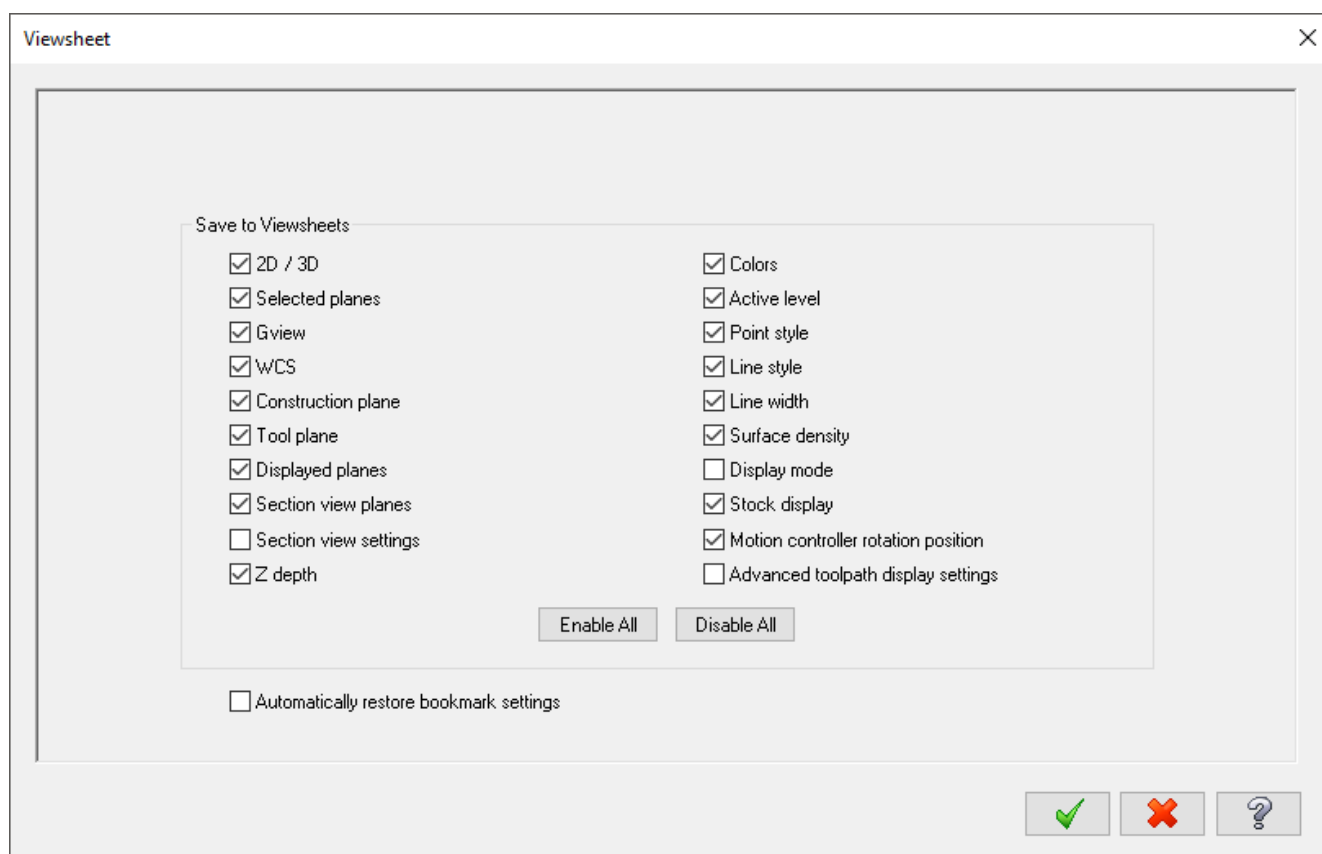 Viewsheet
Save to Viewsheets
2D / 3D
Selected planes
Gview
WCS
Construction plane
Tool plane
Displayed planes
Section view planes
Section view settings
Z depth
Colors
Active level
Point style
Line style
Line width
Surface density
Display mode
Stock display
Motion controller rotation position
Advanced toolpath display settings
Enable All
Disable All
Automatically restore bookmark settings